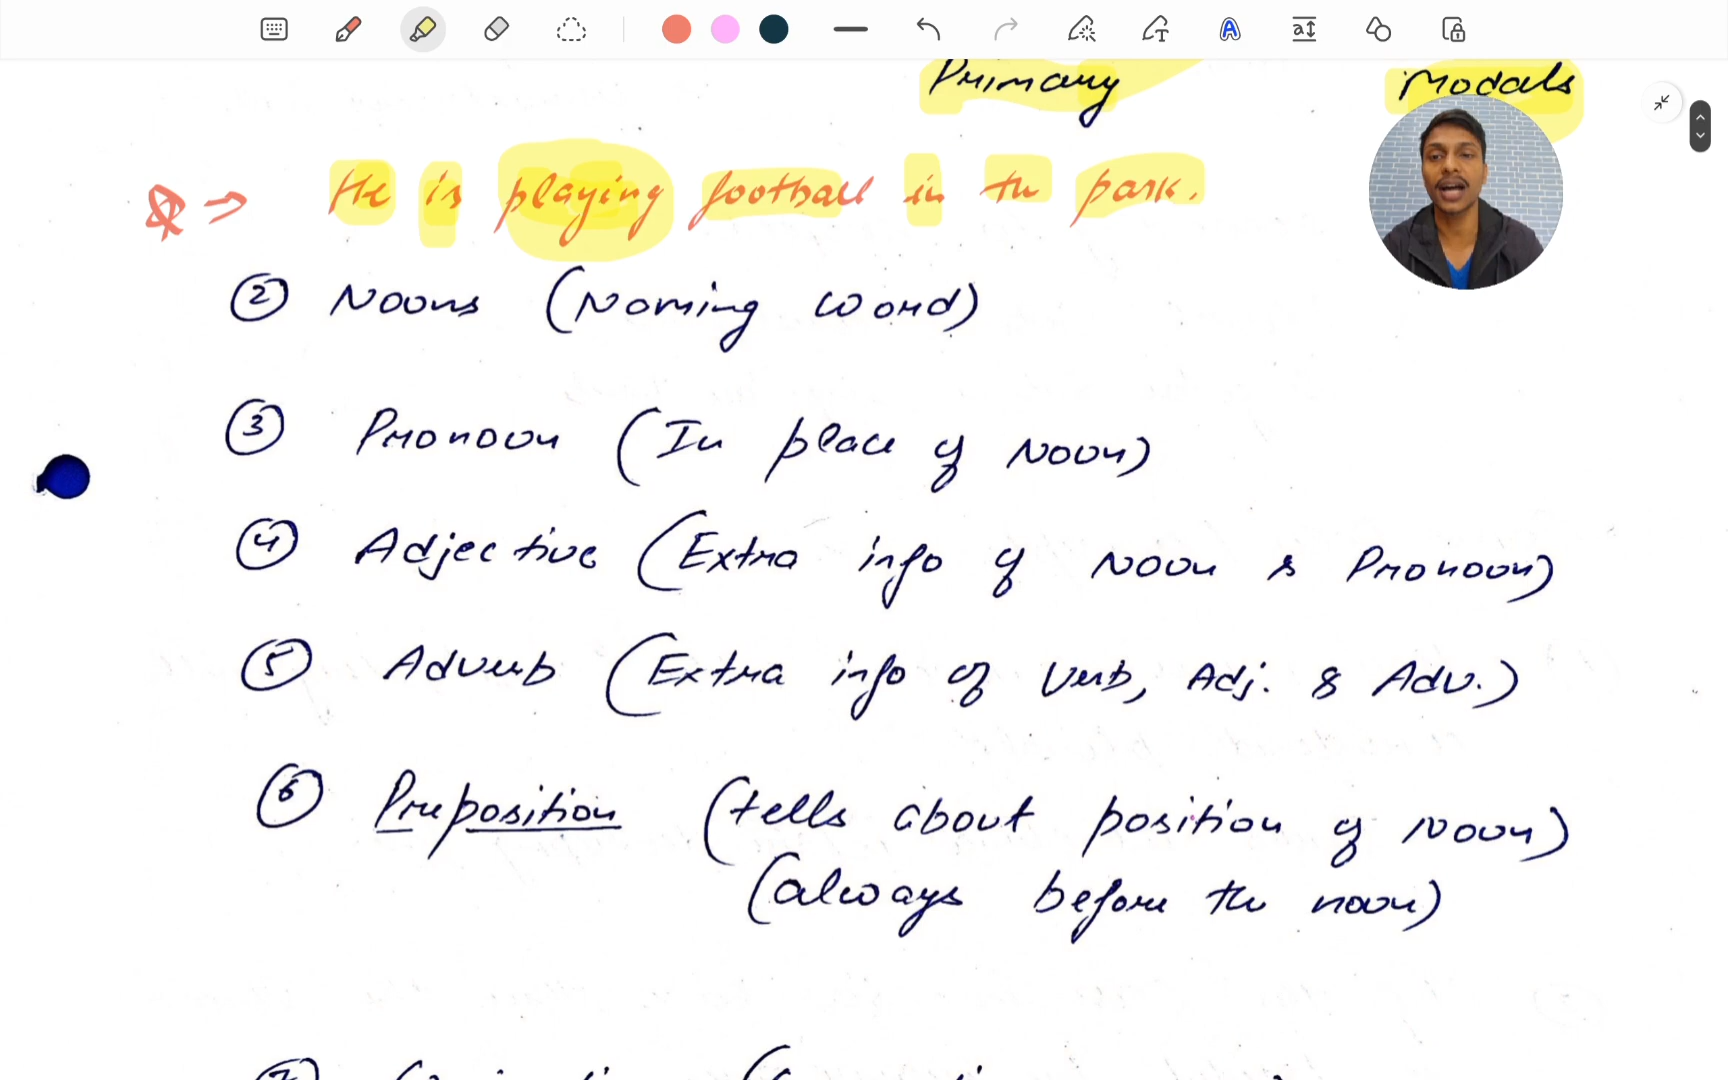 Primary Modals
Q ⇒ He is playing football in the park.
② Nouns (Naming word)
③ Pronoun (In place of Noun)
④ Adjective (Extra info of Noun & Pronoun)
⑤ Adverb (Extra info of Verb, Adj. & Adv.)
⑥ Preposition (tells about position of Noun)
(always before the noun)